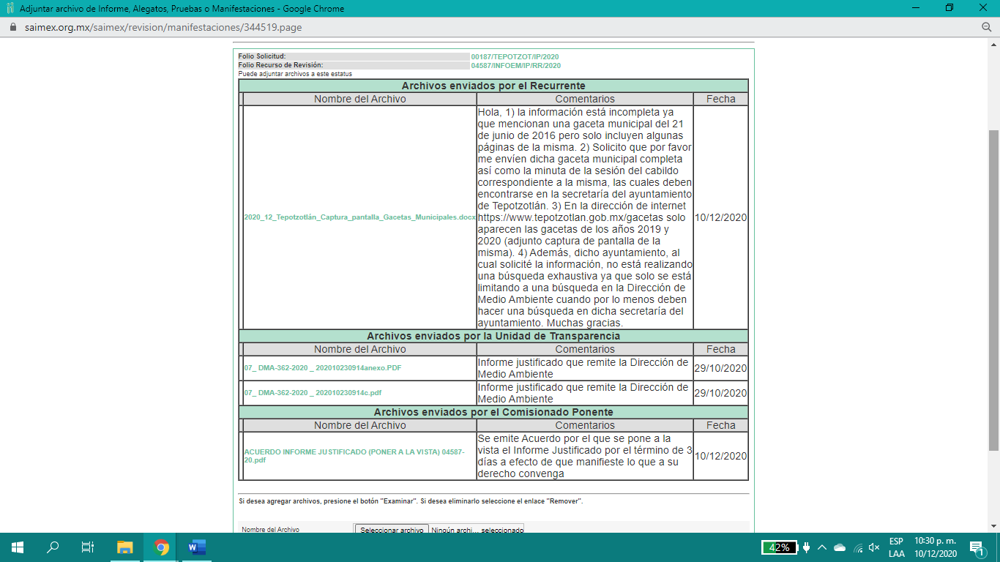 Adjuntar archivo de Informe, Alegatos, Pruebas o Manifestaciones - Google Chrome
saimex.org.mx/saimex/revision/manifestaciones/344519.page
Folio Solicitud: 00187/TEPOTZOT/IP/2020
Folio Recurso de Revisión: 04587/INFOEM/IP/RR/2020
Puede adjuntar archivos a este estatus
Archivos enviados por el Recurrente
Nombre del Archivo Comentarios Fecha
2020_12_Tepotzotlán_Captura_pantalla_Gacetas_Municipales.docx
Hola, 1) la información está incompleta ya
que mencionan una gaceta municipal del 21
de junio de 2016 pero solo incluyen algunas
páginas de la misma. 2) Solicito que por favor
me envíen dicha gaceta municipal completa
así como la minuta de la sesión del cabildo
correspondiente a la misma, las cuales deben
encontrarse en la secretaría del ayuntamiento
de Tepotzotlán. 3) En la dirección de internet
https://www.tepotzotlan.gob.mx/gacetas solo
aparecen las gacetas de los años 2019 y
2020 (adjunto captura de pantalla de la
misma). 4) Además, dicho ayuntamiento, al
cual solicité la información, no está realizando
una búsqueda exhaustiva ya que solo se está
limitando a una búsqueda en la Dirección de
Medio Ambiente cuando por lo menos deben
hacer una búsqueda en dicha secretaría del
ayuntamiento. Muchas gracias.
10/12/2020
Archivos enviados por la Unidad de Transparencia
Nombre del Archivo Comentarios Fecha
07_ DMA-362-2020 _ 202010230914anexo.PDF
Informe justificado que remite la Dirección de
Medio Ambiente
29/10/2020
07_ DMA-362-2020 _ 202010230914c.pdf
Informe justificado que remite la Dirección de
Medio Ambiente
29/10/2020
Archivos enviados por el Comisionado Ponente
Nombre del Archivo Comentarios Fecha
ACUERDO INFORME JUSTIFICADO (PONER A LA VISTA) 04587-
20.pdf
Se emite Acuerdo por el que se pone a la
vista el Informe Justificado por el término de 3
días a efecto de que manifieste lo que a su
derecho convenga
10/12/2020
Si desea agregar archivos, presione el botón "Examinar". Si desea eliminarlo seleccione el enlace "Remover".
Nombre del Archivo Seleccionar archivo Ningún archi... seleccionado
42%
ESP
LAA
10:30 p. m.
10/12/2020
1